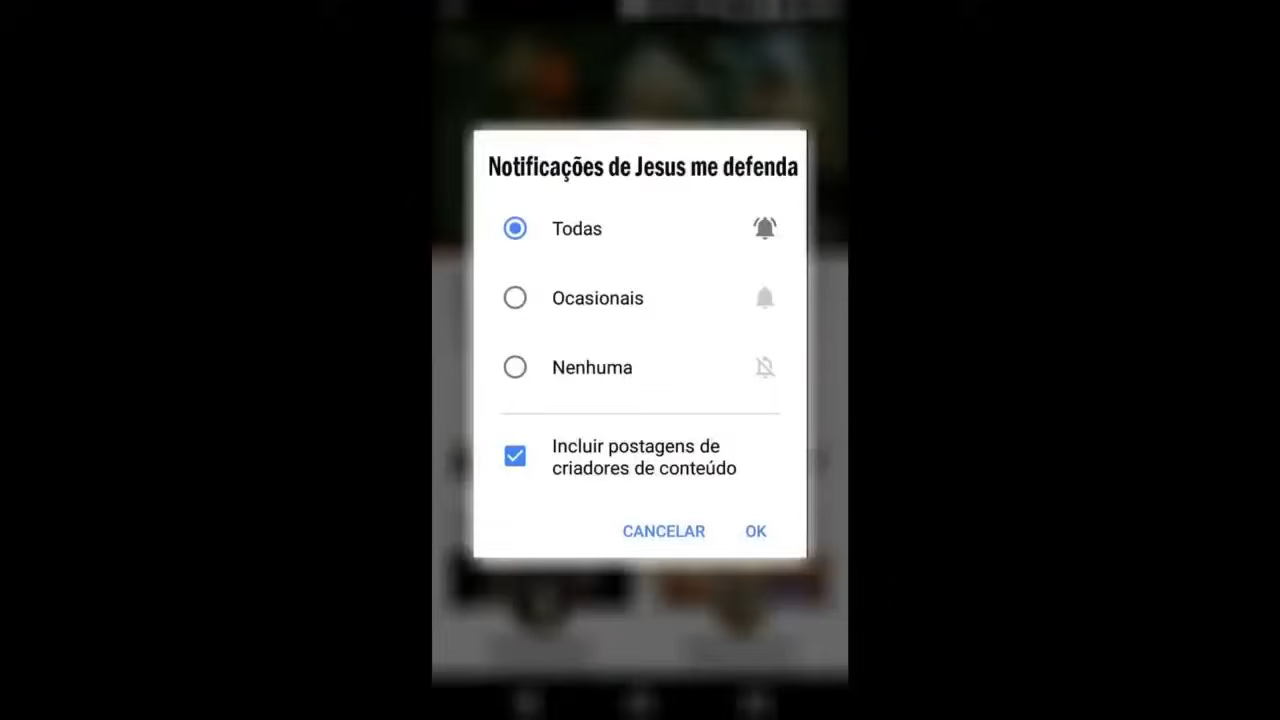 Notificações de Jesus me defenda
Todas
Ocasionais
Nenhuma
Incluir postagens de
criadores de conteúdo
CANCELAR OK